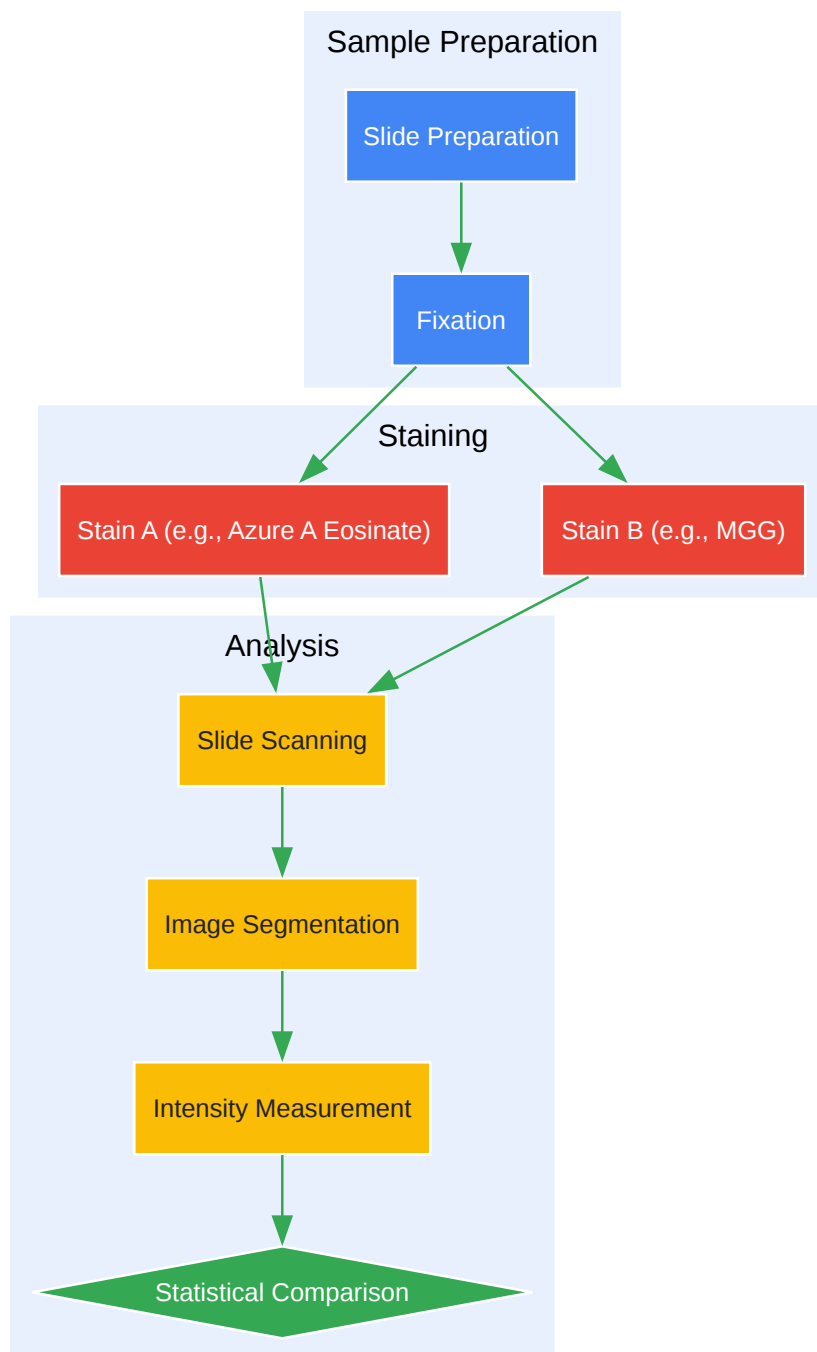 Sample Preparation
Slide Preparation
Fixation
Staining
Stain A (e.g., Azure A Eosinate)
Stain B (e.g., MGG)
Analysis
Slide Scanning
Image Segmentation
Intensity Measurement
Statistical Comparison